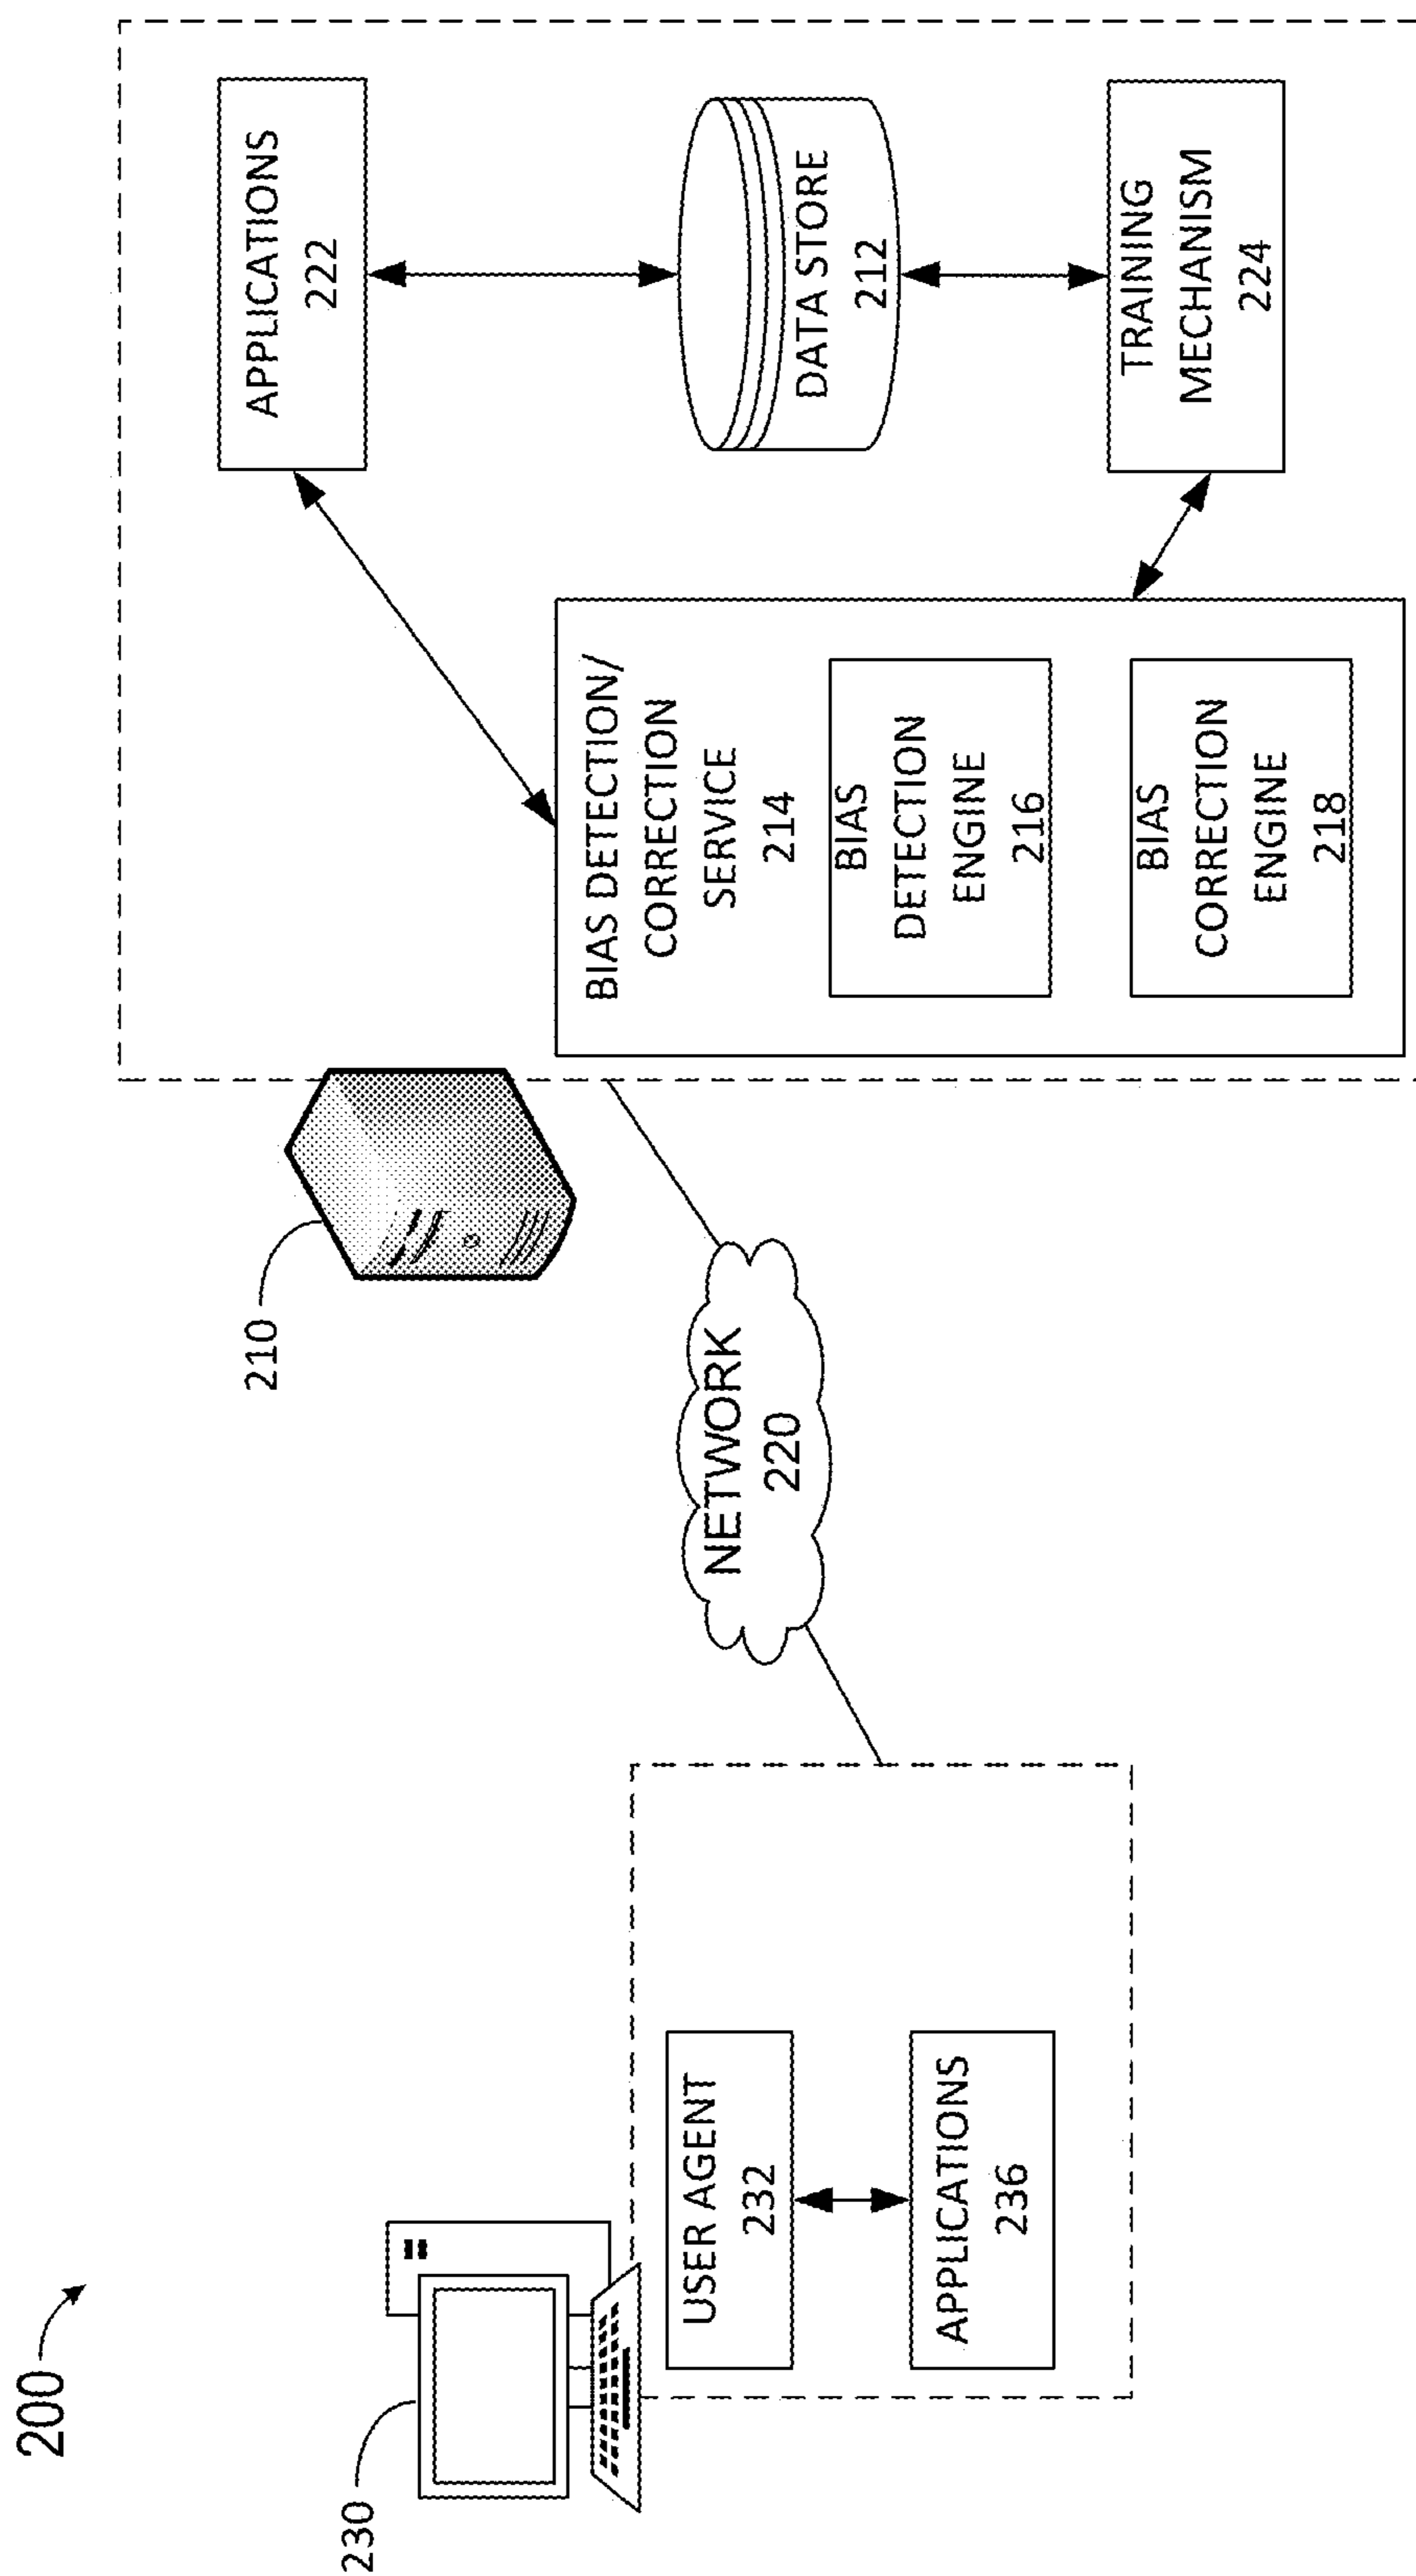 200
230
USER AGENT
232
APPLICATIONS
236
NETWORK
220
210
BIAS DETECTION/
CORRECTION
SERVICE
214
BIAS
DETECTION
ENGINE
216
BIAS
CORRECTION
ENGINE
218
APPLICATIONS
222
DATA STORE
212
TRAINING
MECHANISM
224